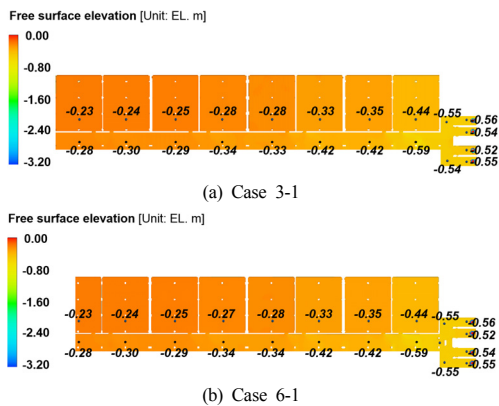 Free surface elevation [Unit: EL. m]
0.00
-0.80
-1.60
-2.40
-3.20
-0.23 -0.24 -0.25 -0.28 -0.28 -0.33 -0.35 -0.44 -0.55 -0.56
-0.54
-0.28 -0.30 -0.29 -0.34 -0.33 -0.42 -0.42 -0.59 -0.52
-0.54 -0.55
(a) Case 3-1
Free surface elevation [Unit: EL. m]
0.00
-0.80
-1.60
-2.40
-3.20
-0.23 -0.24 -0.25 -0.27 -0.28 -0.33 -0.35 -0.44 -0.55 -0.56
-0.52
-0.28 -0.30 -0.29 -0.34 -0.34 -0.42 -0.42 -0.59 -0.54
-0.55 -0.55
(b) Case 6-1